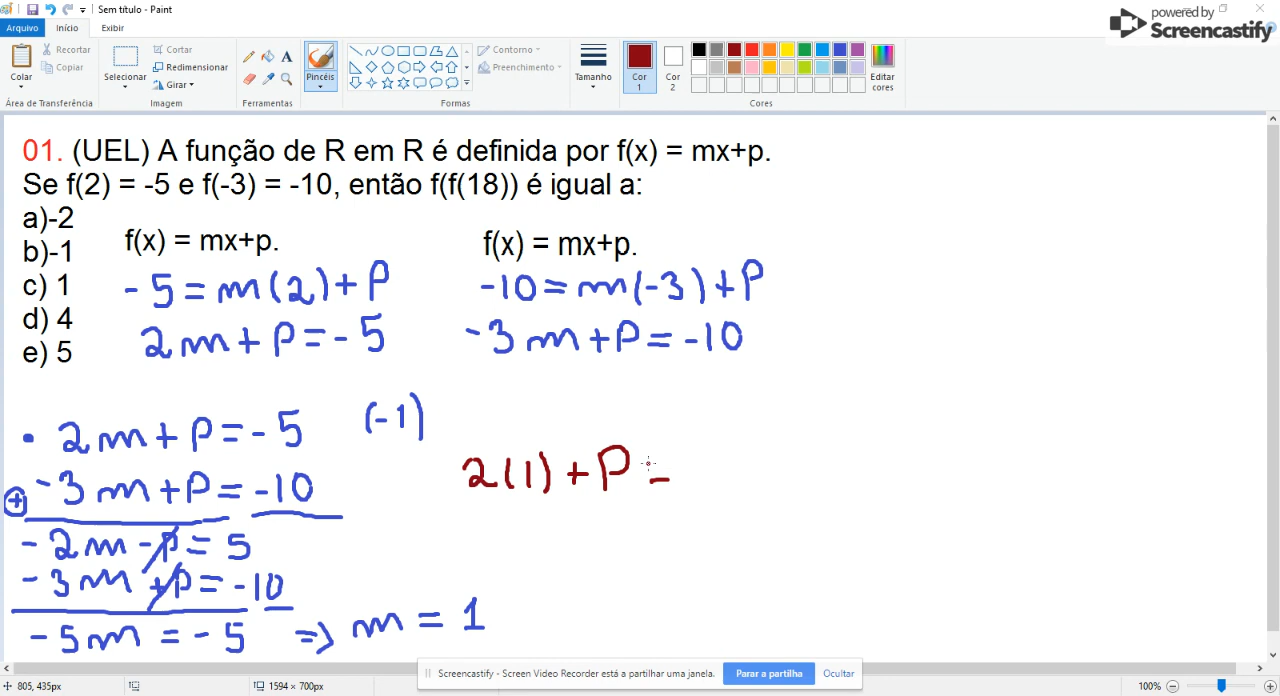 Sem título - Paint
powered by
Screencastify
Arquivo Início Exibir
Colar
Recortar
Copiar
Selecionar
Cortar
Redimensionar
Girar
A
Pincéis
Contorno
Preenchimento
Tamanho
Cor 1
Cor 2
Editar cores
Área de Transferência Imagem Ferramentas Formas Cores
01. (UEL) A função de R em R é definida por f(x) = mx+p.
Se f(2) = -5 e f(-3) = -10, então f(f(18)) é igual a:
a)-2
b)-1
c) 1
d) 4
e) 5
f(x) = mx+p.
-5=m(2)+P
2m+P=-5
f(x) = mx+p.
-10=m(-3)+P
-3m+P=-10
• 2m+P=-5 (-1)
+ -3m+P=-10
-2m-P=5
-3m+P=-10
-5m=-5 => m=1
2(1)+P=
Screencastify - Screen Video Recorder está a partilhar uma janela. Parar a partilha Ocultar
805, 435px 1594 × 700px 100%